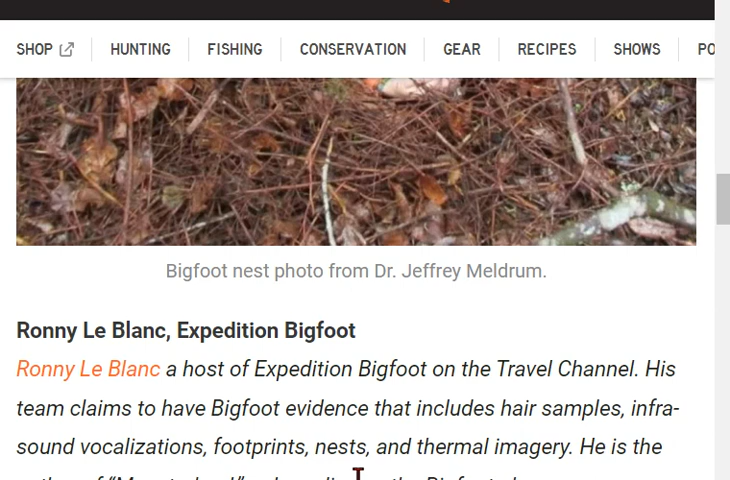 SHOP HUNTING FISHING CONSERVATION GEAR RECIPES SHOWS
Bigfoot nest photo from Dr. Jeffrey Meldrum.
Ronny Le Blanc, Expedition Bigfoot
Ronny Le Blanc a host of Expedition Bigfoot on the Travel Channel. His
team claims to have Bigfoot evidence that includes hair samples, infra-
sound vocalizations, footprints, nests, and thermal imagery. He is the